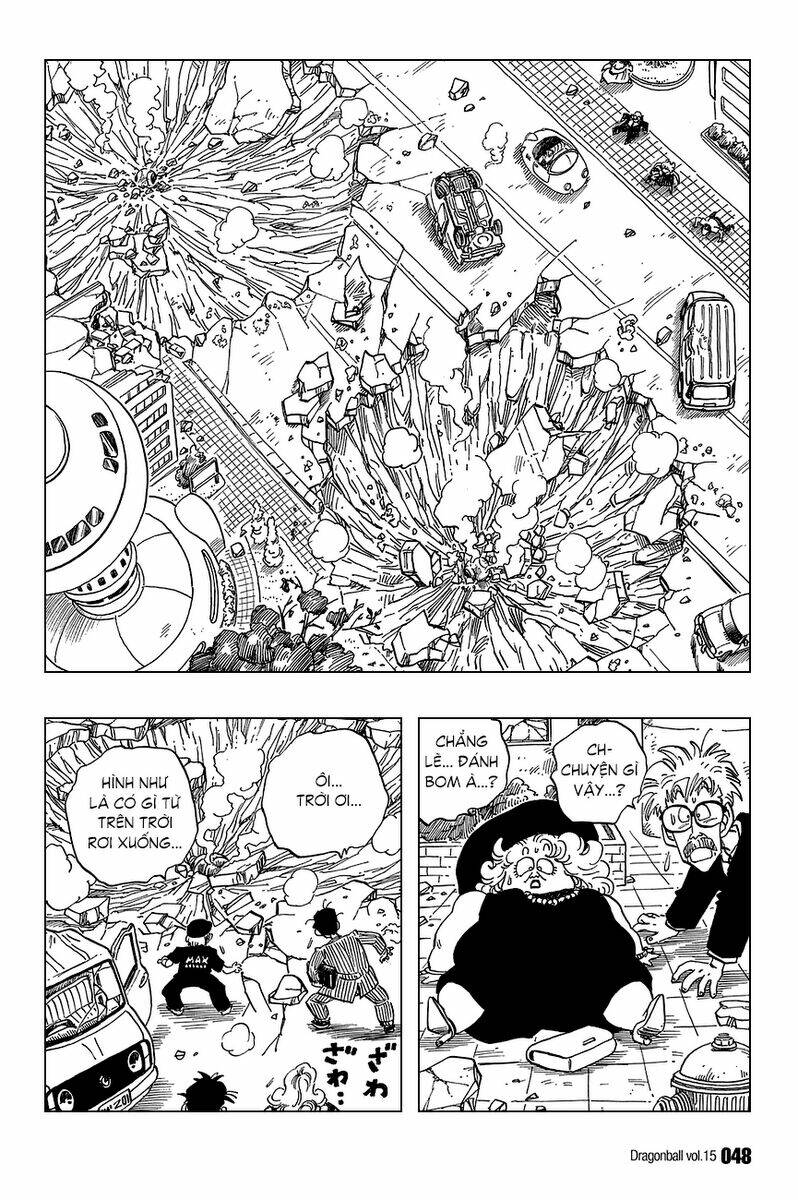 CH-
CHUYỆN GÌ
VẬY...?
CHẲNG
LẼ... ĐÁNH
BOM À...?
ÔI...
TRỜI ƠI...
HÌNH NHƯ
LÀ CÓ GÌ TỪ
TRÊN TRỜI
RƠI XUỐNG...
MAX
ざわ
ざわ..
Dragonball vol.15 048